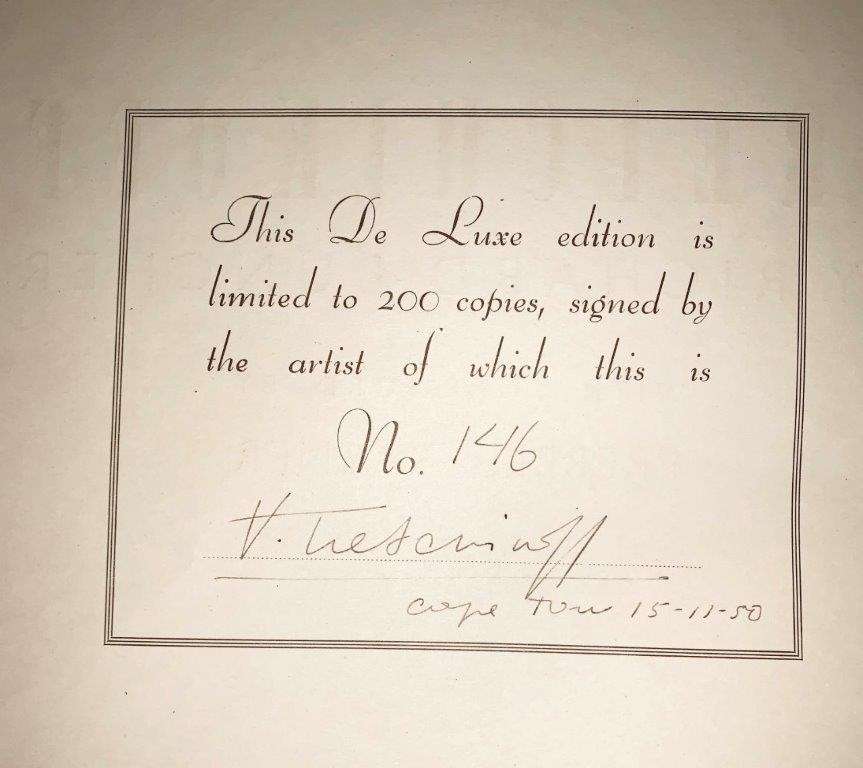 This De Luxe edition is
limited to 200 copies, signed by
the artist of which this is
No. 146
V. Tretchikoff
Cape Town 15-11-50